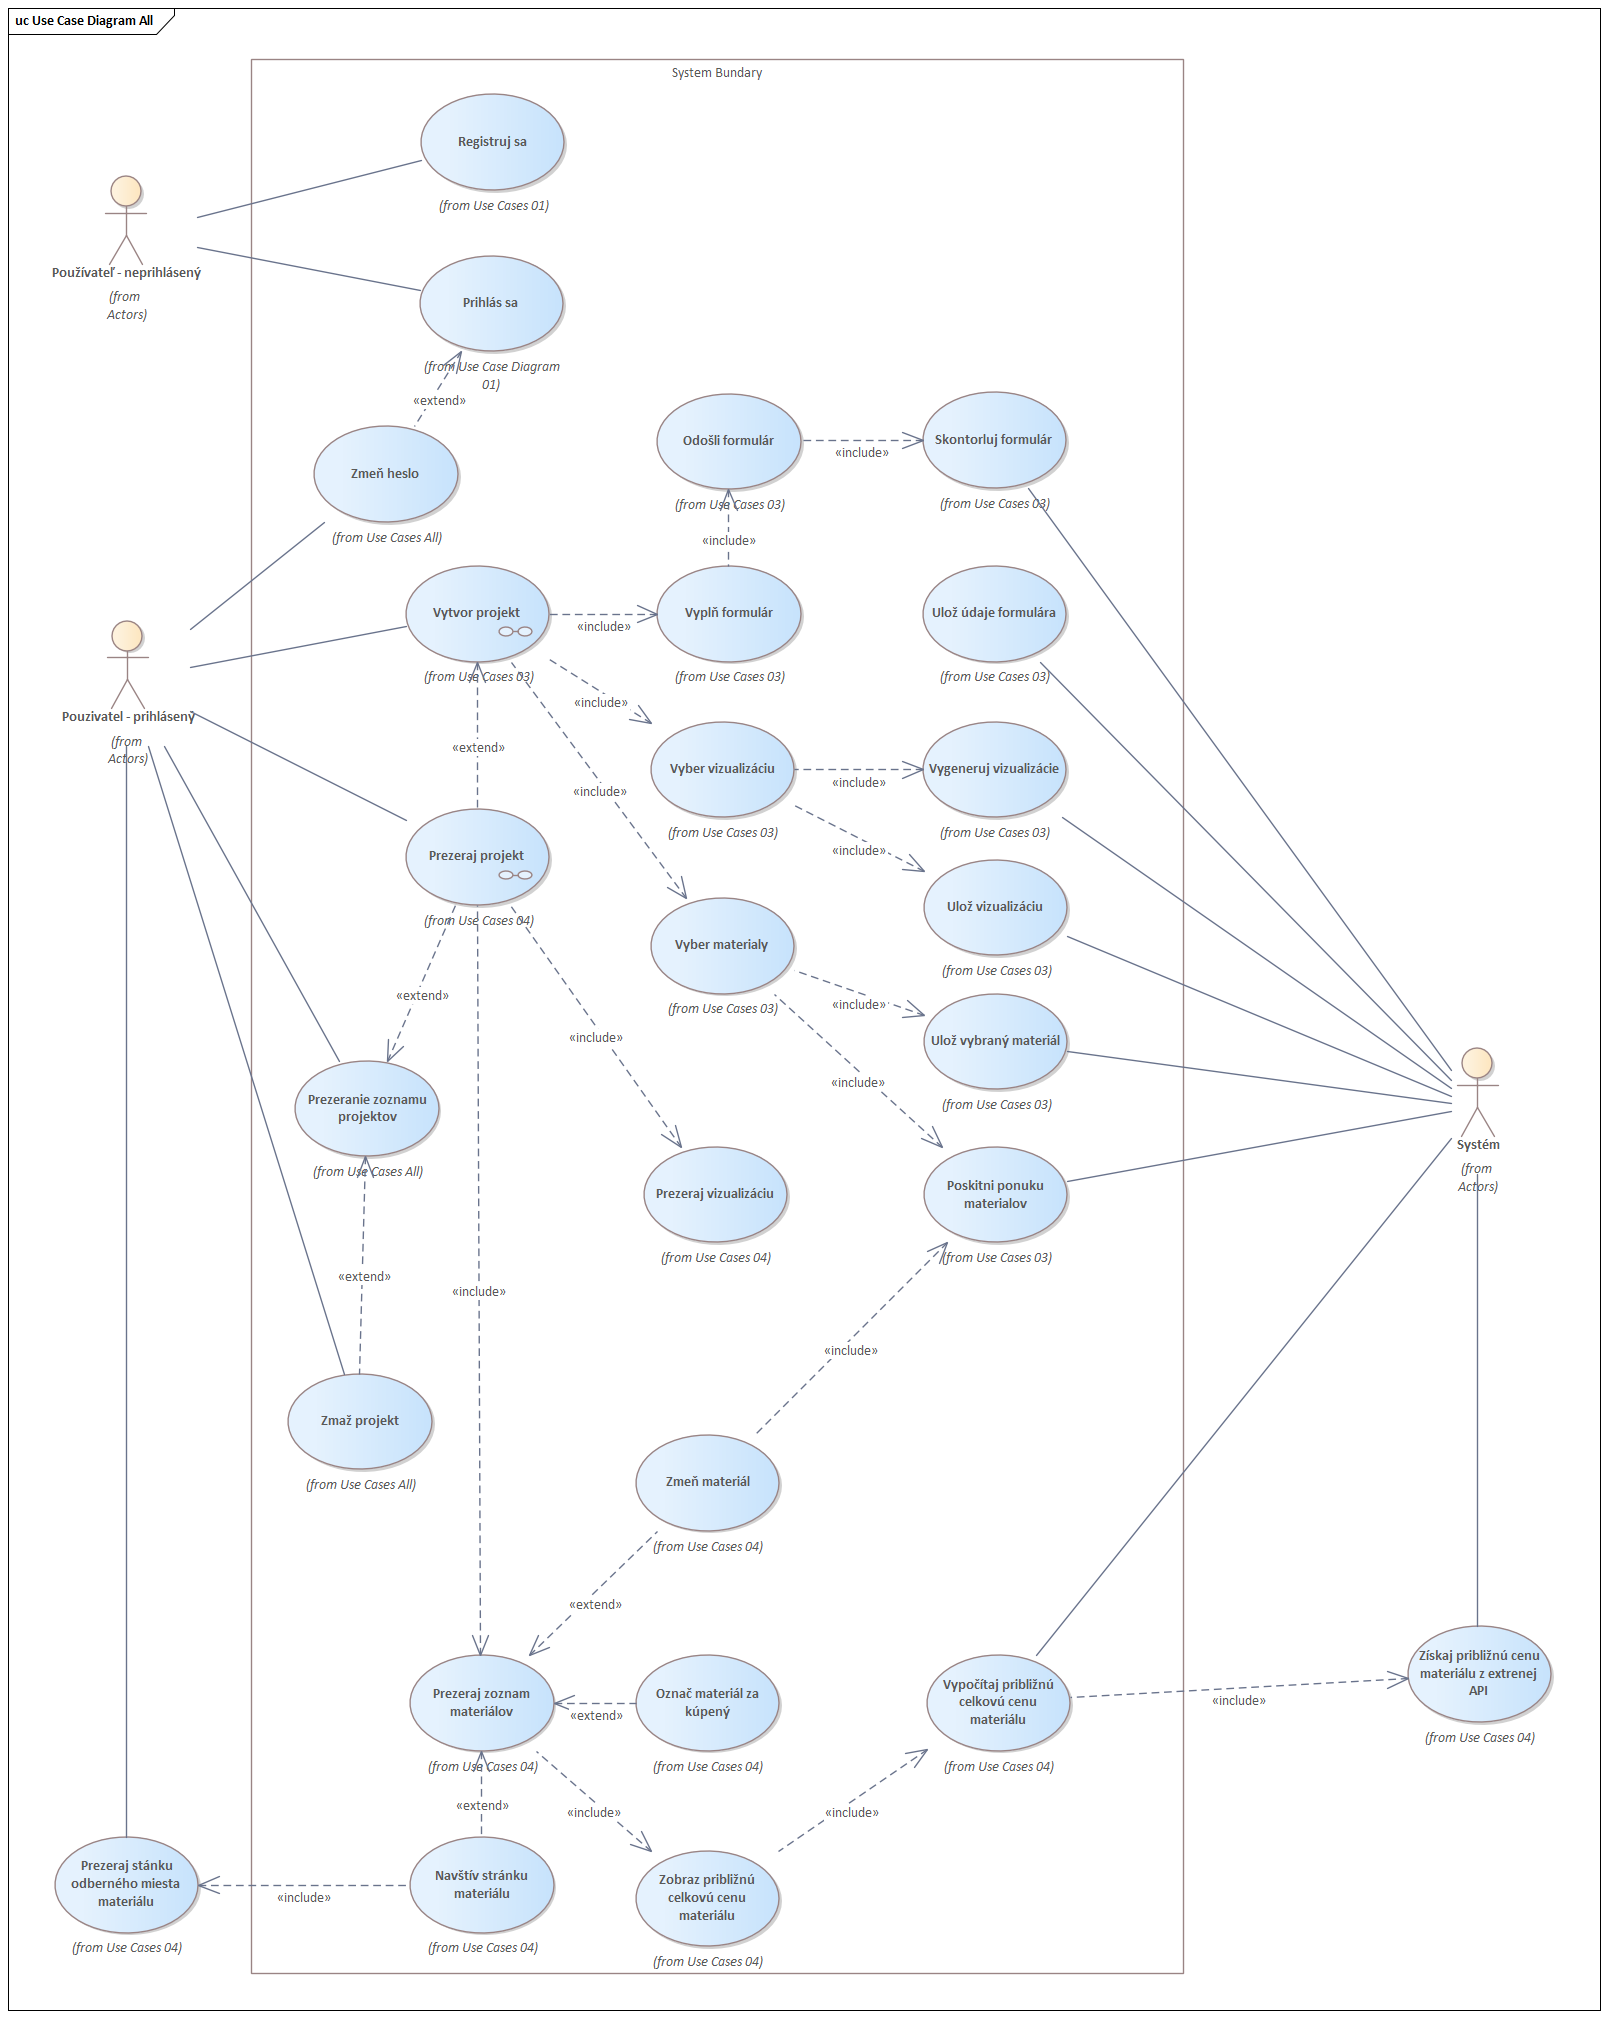 uc Use Case Diagram All
System Bundary
Registruj sa
(from Use Cases 01)
Používateľ - neprihlásený
(from
Actors)
Prihlás sa
(from Use Case Diagram
01)
«extend»
Zmeň heslo
(from Use Cases All)
Odošli formulár
(from Use Cases 03)
«include»
Skontorluj formulár
(from Use Cases 03)
«include»
Vytvor projekt
(from Use Cases 03)
«include»
Vyplň formulár
(from Use Cases 03)
Ulož údaje formulára
(from Use Cases 03)
Pouzivatel - prihlásený
(from
Actors)
«include»
«extend»
«include»
Vyber vizualizáciu
(from Use Cases 03)
«include»
Vygeneruj vizualizácie
(from Use Cases 03)
«include»
Prezeraj projekt
(from Use Cases 04)
Ulož vizualizáciu
(from Use Cases 03)
Vyber materialy
(from Use Cases 03)
«extend»
«include»
«include»
Ulož vybraný materiál
(from Use Cases 03)
«include»
Prezeranie zoznamu
projektov
(from Use Cases All)
Systém
(from
Actors)
Prezeraj vizualizáciu
(from Use Cases 04)
Poskitni ponuku
materialov
(from Use Cases 03)
«extend»
«include»
«include»
Zmaž projekt
(from Use Cases All)
Zmeň materiál
(from Use Cases 04)
«extend»
Prezeraj zoznam
materiálov
(from Use Cases 04)
«extend»
Označ materiál za
kúpený
(from Use Cases 04)
Vypočítaj približnú
celkovú cenu
materiálu
(from Use Cases 04)
«include»
Získaj približnú cenu
materiálu z extrenej
API
(from Use Cases 04)
«extend»
«include»
«include»
Prezeraj stánku
odberného miesta
materiálu
(from Use Cases 04)
«include»
Navštív stránku
materiálu
(from Use Cases 04)
Zobraz približnú
celkovú cenu
materiálu
(from Use Cases 04)